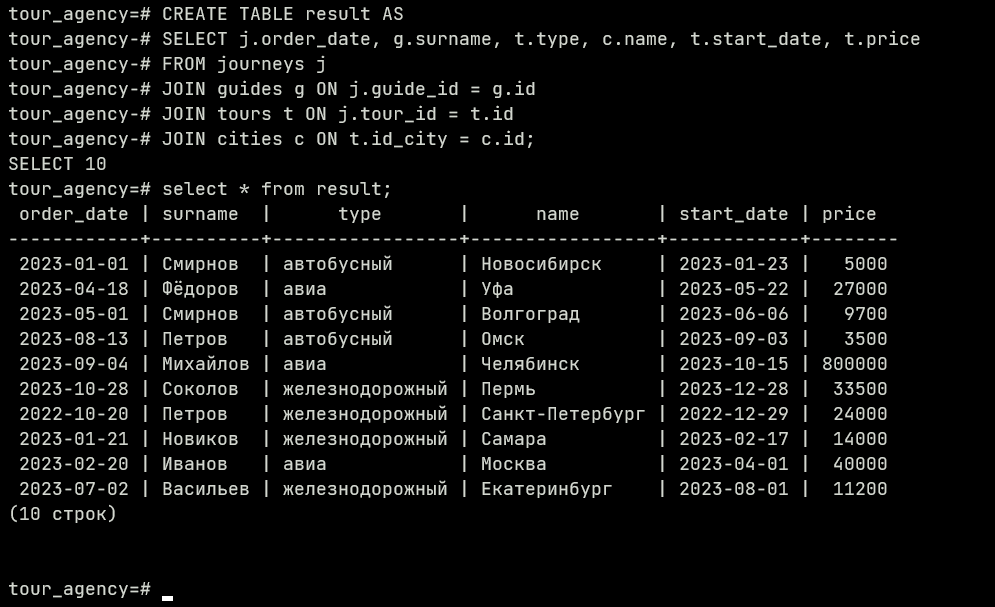 tour_agency=# CREATE TABLE result AS
tour_agency-# SELECT j.order_date, g.surname, t.type, c.name, t.start_date, t.price
tour_agency-# FROM journeys j
tour_agency-# JOIN guides g ON j.guide_id = g.id
tour_agency-# JOIN tours t ON j.tour_id = t.id
tour_agency-# JOIN cities c ON t.id_city = c.id;
SELECT 10
tour_agency=# select * from result;
 order_date | surname  |      type       |      name       | start_date | price
------------+----------+-----------------+-----------------+------------+--------
 2023-01-01 | Смирнов  | автобусный      | Новосибирск     | 2023-01-23 |   5000
 2023-04-18 | Фёдоров  | авиа            | Уфа             | 2023-05-22 |  27000
 2023-05-01 | Смирнов  | автобусный      | Волгоград       | 2023-06-06 |   9700
 2023-08-13 | Петров   | автобусный      | Омск            | 2023-09-03 |   3500
 2023-09-04 | Михайлов | авиа            | Челябинск       | 2023-10-15 | 800000
 2023-10-28 | Соколов  | железнодорожный | Пермь           | 2023-12-28 |  33500
 2022-10-20 | Петров   | железнодорожный | Санкт-Петербург | 2022-12-29 |  24000
 2023-01-21 | Новиков  | железнодорожный | Самара          | 2023-02-17 |  14000
 2023-02-20 | Иванов   | авиа            | Москва          | 2023-04-01 |  40000
 2023-07-02 | Васильев | железнодорожный | Екатеринбург    | 2023-08-01 |  11200
(10 строк)
tour_agency=#